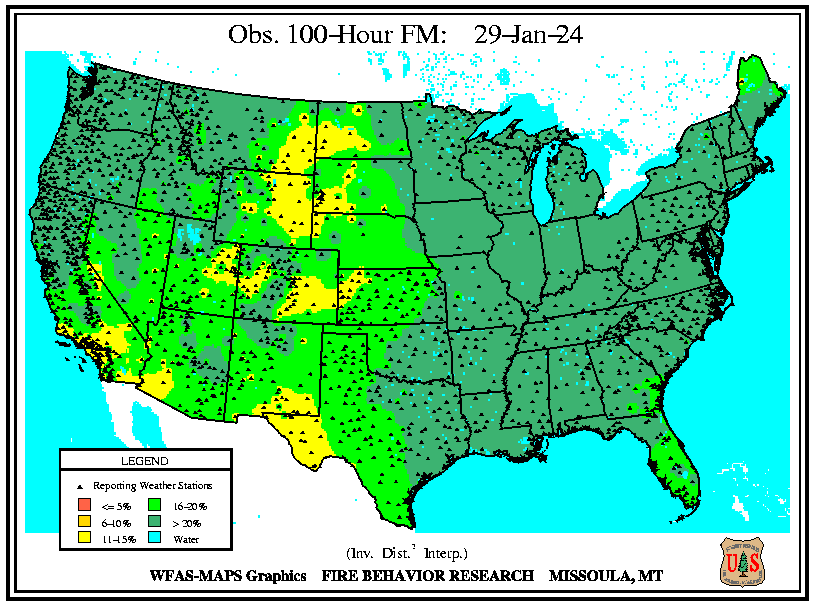 Obs. 100-Hour FM: 29-Jan-24
LEGEND
Reporting Weather Stations
<= 5% 16-20%
6-10% > 20%
11-15% Water
(Inv. Dist.² Interp.)
WFAS-MAPS Graphics FIRE BEHAVIOR RESEARCH MISSOULA, MT
U S